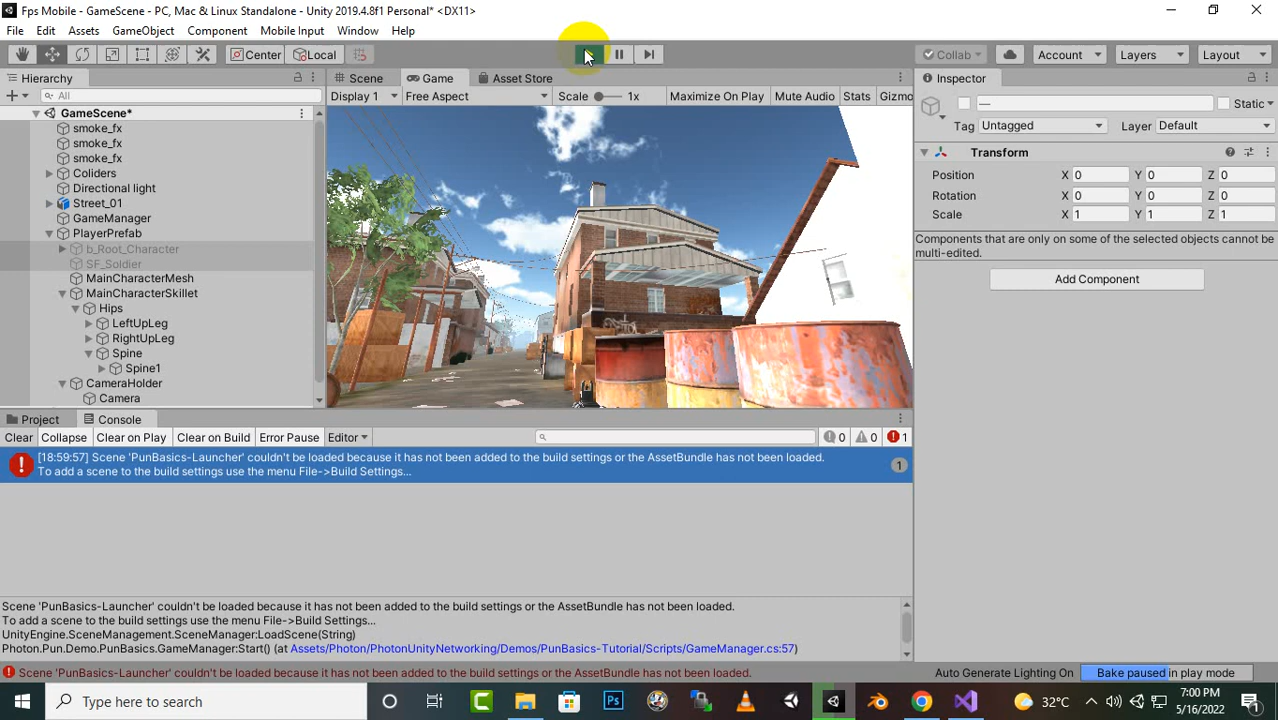 Fps Mobile - GameScene - PC, Mac & Linux Standalone - Unity 2019.4.8f1 Personal* <DX11>
File Edit Assets GameObject Component Mobile Input Window Help
Center Local Collab Account Layers Layout
Hierarchy Scene Game Asset Store Inspector
All Display 1 Free Aspect Scale 1x Maximize On Play Mute Audio Stats Gizmo
— Static
Tag Untagged Layer Default
GameScene*
smoke_fx
smoke_fx
smoke_fx
Coliders
Directional light
Street_01
GameManager
PlayerPrefab
b_Root_Character
SF_Soldier
MainCharacterMesh
MainCharacterSkillet
Hips
LeftUpLeg
RightUpLeg
Spine
Spine1
CameraHolder
Camera
Transform
Position X 0 Y 0 Z 0
Rotation X 0 Y 0 Z 0
Scale X 1 Y 1 Z 1
Components that are only on some of the selected objects cannot be
multi-edited.
Add Component
Project Console
Clear Collapse Clear on Play Clear on Build Error Pause Editor 0 0 1
[18:59:57] Scene 'PunBasics-Launcher' couldn't be loaded because it has not been added to the build settings or the AssetBundle has not been loaded.
To add a scene to the build settings use the menu File->Build Settings...
1
Scene 'PunBasics-Launcher' couldn't be loaded because it has not been added to the build settings or the AssetBundle has not been loaded.
To add a scene to the build settings use the menu File->Build Settings...
UnityEngine.SceneManagement.SceneManager:LoadScene(String)
Photon.Pun.Demo.PunBasics.GameManager:Start() (at Assets/Photon/PhotonUnityNetworking/Demos/PunBasics-Tutorial/Scripts/GameManager.cs:57)
Scene 'PunBasics-Launcher' couldn't be loaded because it has not been added to the build settings or the AssetBundle has not been loaded.
Auto Generate Lighting On Bake paused in play mode
Type here to search Ps 32°C 7:00 PM
5/16/2022 1